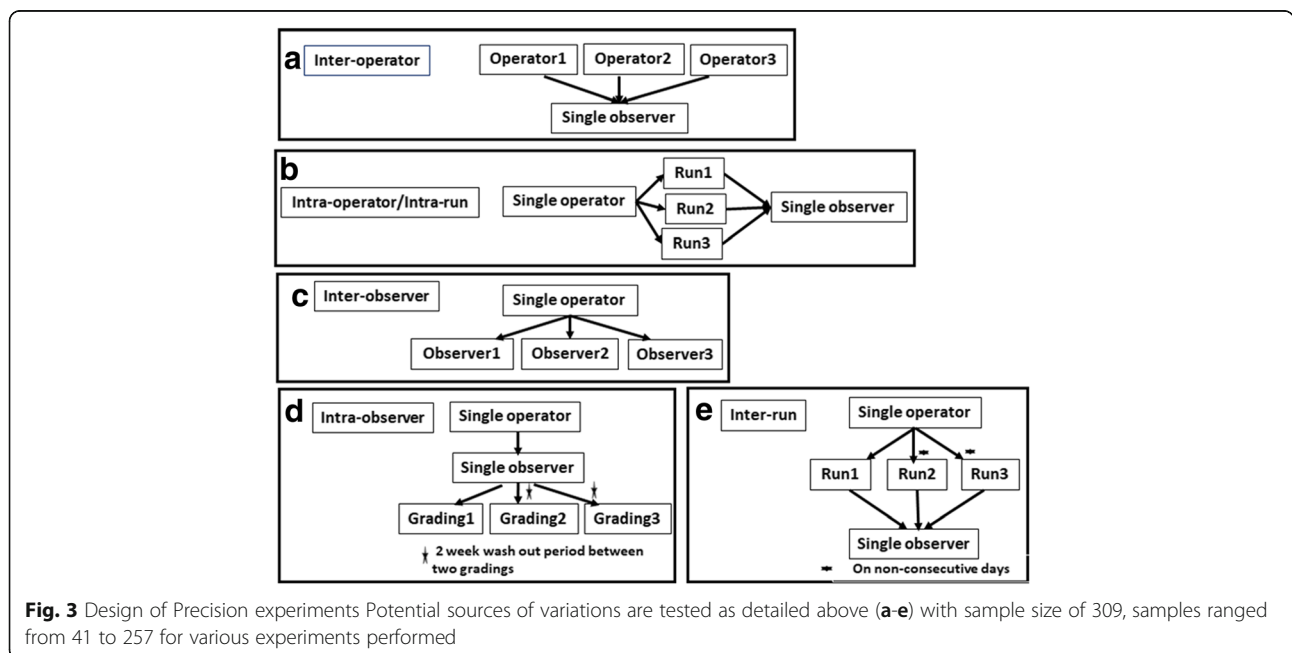 a Inter-operator Operator1 Operator2 Operator3
Single observer
b
Run1
Intra-operator/Intra-run Single operator Run2 Single observer
Run3
c Inter-observer Single operator
Observer1 Observer2 Observer3
d Intra-observer Single operator
Single observer
Grading1 Grading2 Grading3
2 week wash out period between
two gradings
e Inter-run Single operator
Run1 Run2 Run3
Single observer
On non-consecutive days
Fig. 3 Design of Precision experiments Potential sources of variations are tested as detailed above (a-e) with sample size of 309, samples ranged
from 41 to 257 for various experiments performed